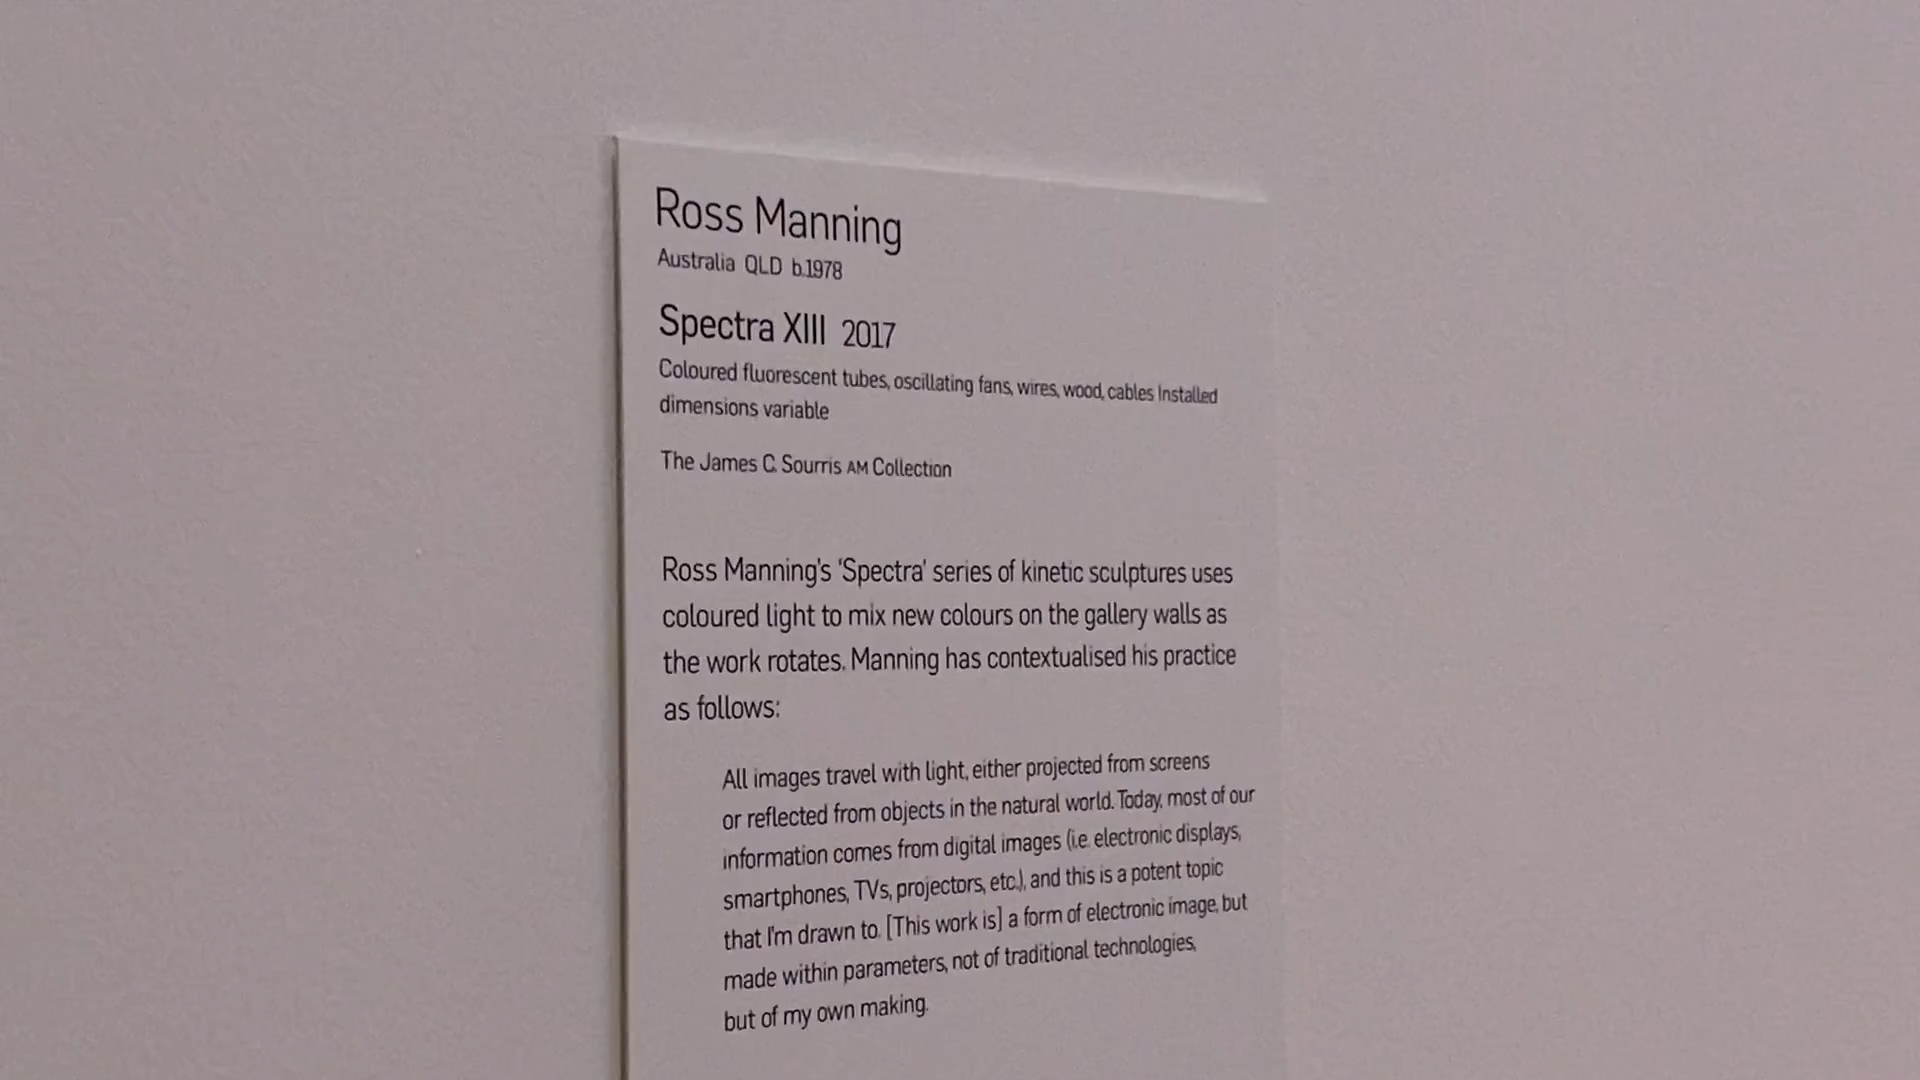 Ross Manning
Australia QLD b.1978
Spectra XIII 2017
Coloured fluorescent tubes, oscillating fans, wires, wood, cables Installed
dimensions variable
The James C. Sourris AM Collection
Ross Manning's 'Spectra' series of kinetic sculptures uses
coloured light to mix new colours on the gallery walls as
the work rotates. Manning has contextualised his practice
as follows:
All images travel with light, either projected from screens
or reflected from objects in the natural world. Today, most of our
information comes from digital images (i.e. electronic displays,
smartphones, TVs, projectors, etc.), and this is a potent topic
that I'm drawn to. [This work is] a form of electronic image, but
made within parameters, not of traditional technologies,
but of my own making.